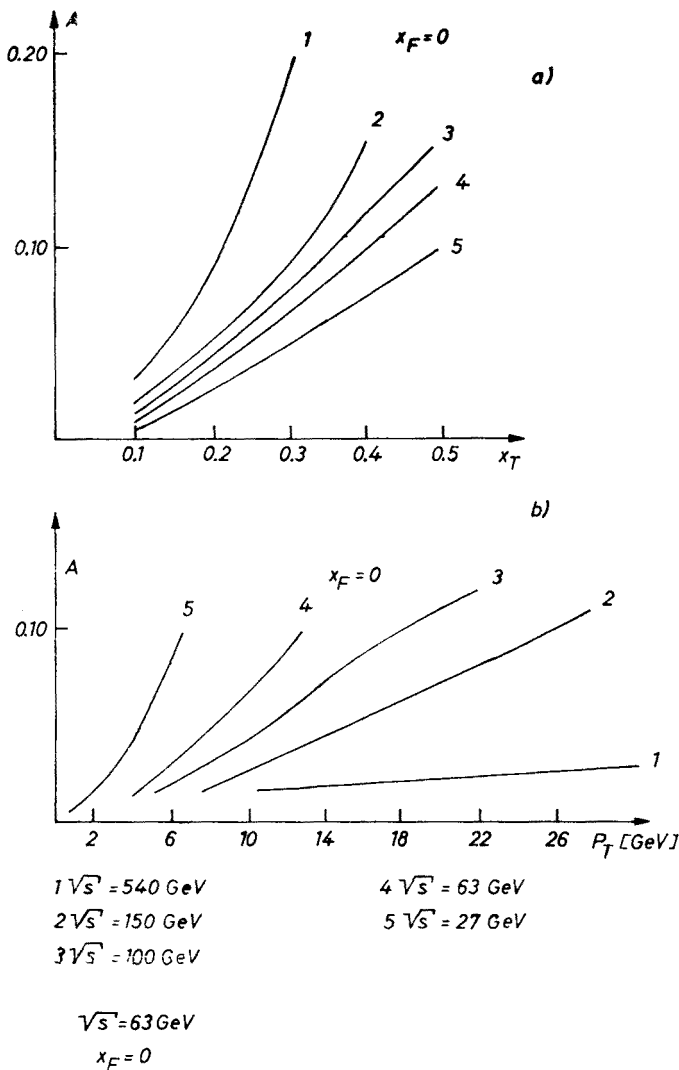 A
0.20
1
x_F = 0
a)
2
3
4
0.10
5
0.1 0.2 0.3 0.4 0.5 x_T
b)
A
x_F = 0
3
5
4
2
0.10
1
2 6 10 14 18 22 26 P_T [GeV]
1 √s = 540 GeV 4 √s = 63 GeV
2 √s = 150 GeV 5 √s = 27 GeV
3 √s = 100 GeV
√s = 63 GeV
x_F = 0